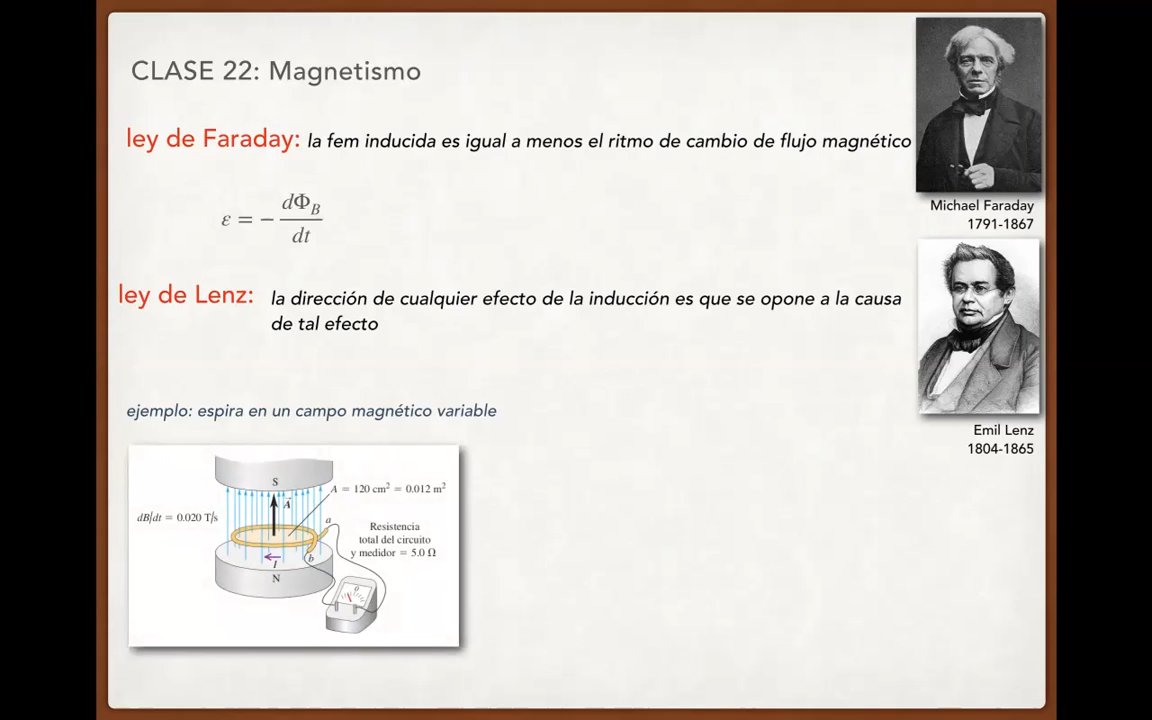 CLASE 22: Magnetismo
ley de Faraday: la fem inducida es igual a menos el ritmo de cambio de flujo magnético
ε = − dΦ_B / dt
Michael Faraday
1791-1867
ley de Lenz: la dirección de cualquier efecto de la inducción es que se opone a la causa
de tal efecto
Emil Lenz
1804-1865
ejemplo: espira en un campo magnético variable
S
A = 120 cm² = 0.012 m²
A⃗
dB/dt = 0.020 T/s
a
Resistencia
total del circuito
y medidor = 5.0 Ω
b
I
N
0